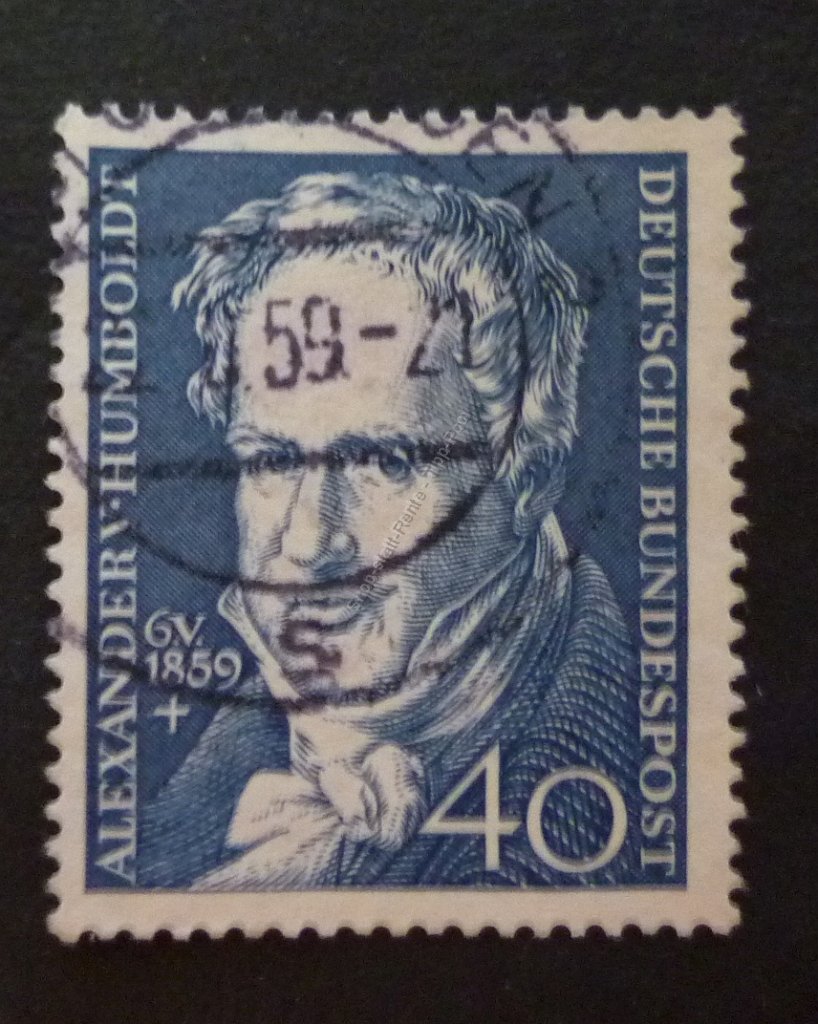 ALEXANDER V. HUMBOLDT
DEUTSCHE BUNDESPOST
.59.-21
6.V.
1859
+
40
S